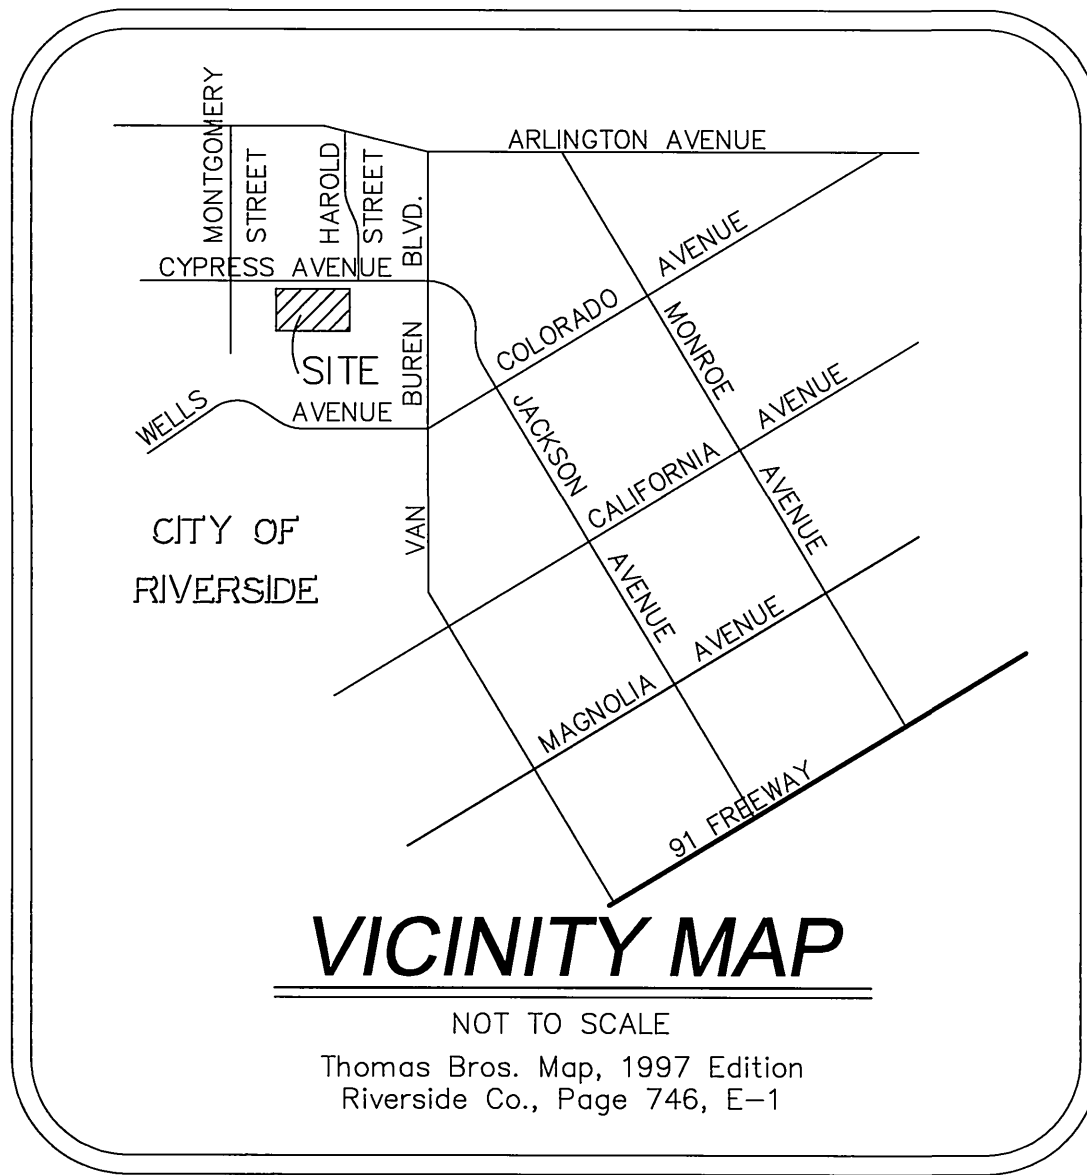 ARLINGTON AVENUE
MONTGOMERY
STREET
HAROLD
STREET
BLVD.
BUREN
VAN
CYPRESS AVENUE
SITE
WELLS
AVENUE
COLORADO
AVENUE
MONROE
AVENUE
JACKSON
AVENUE
CALIFORNIA
AVENUE
MAGNOLIA
AVENUE
91 FREEWAY
CITY OF
RIVERSIDE
VICINITY MAP
NOT TO SCALE
Thomas Bros. Map, 1997 Edition
Riverside Co., Page 746, E-1